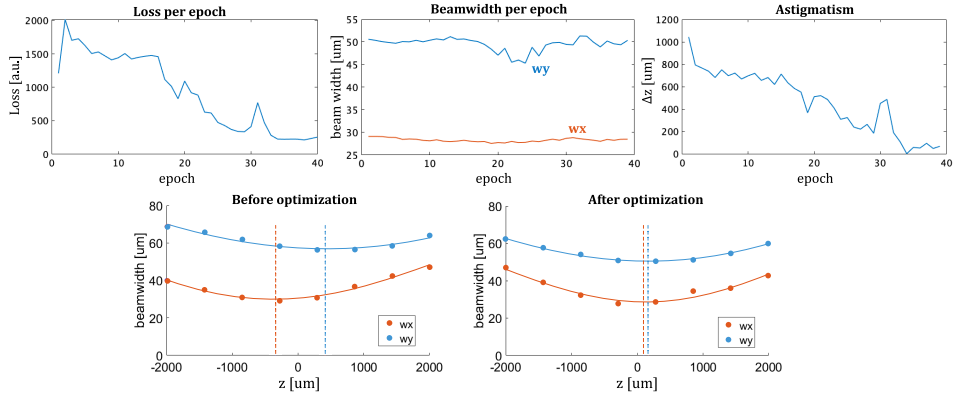 Loss per epoch
Loss [a.u.]
2000
1500
1000
500
0
0 10 20 30 40
epoch
Beamwidth per epoch
beam width [um]
55
50
45
40
35
30
25
wy
wx
0 10 20 30 40
epoch
Astigmatism
Δz [um]
1200
1000
800
600
400
200
0
0 10 20 30 40
epoch
Before optimization
beamwidth [um]
80
60
40
20
0
wx
wy
-2000 -1000 0 1000 2000
z [um]
After optimization
beamwidth [um]
80
60
40
20
0
wx
wy
-2000 -1000 0 1000 2000
z [um]